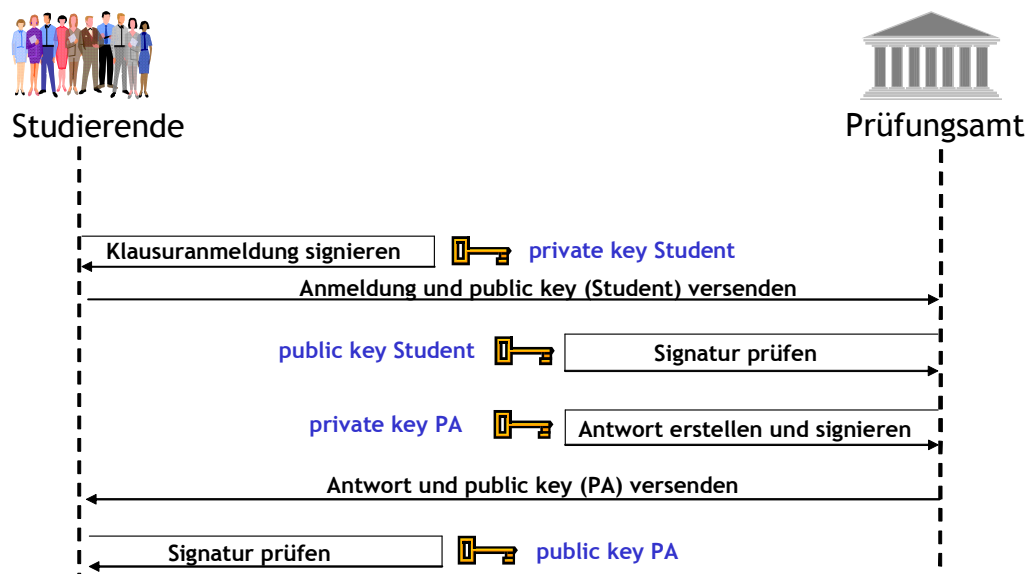 Studierende
Prüfungsamt
Klausuranmeldung signieren
private key Student
Anmeldung und public key (Student) versenden
public key Student
Signatur prüfen
private key PA
Antwort erstellen und signieren
Antwort und public key (PA) versenden
Signatur prüfen
public key PA